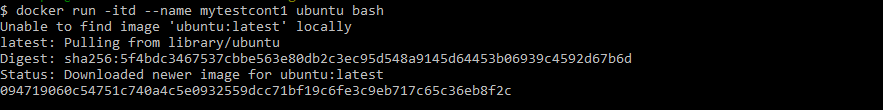 $ docker run -itd --name mytestcont1 ubuntu bash
Unable to find image 'ubuntu:latest' locally
latest: Pulling from library/ubuntu
Digest: sha256:5f4bdc3467537cbbe563e80db2c3ec95d548a9145d64453b06939c4592d67b6d
Status: Downloaded newer image for ubuntu:latest
094719060c54751c740a4c5e0932559dcc71bf19c6fe3c9eb717c65c36eb8f2c